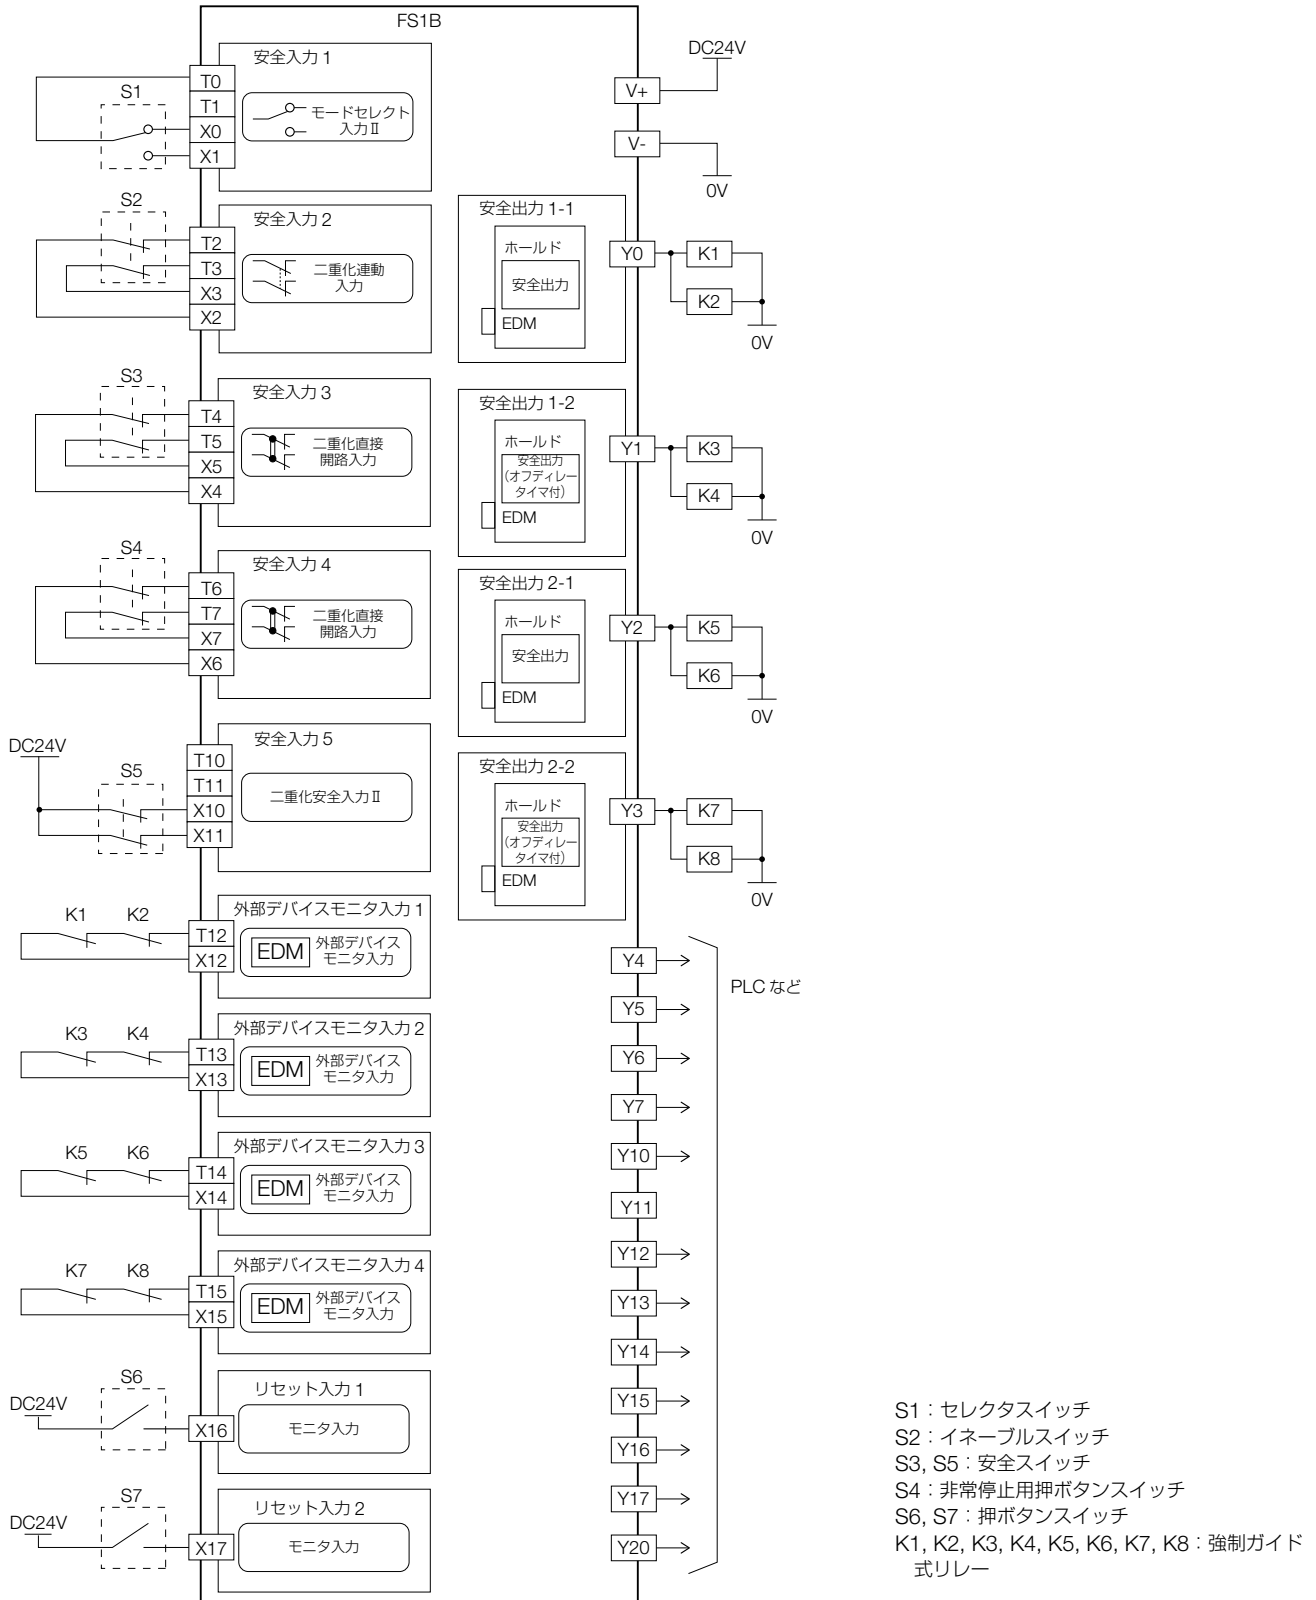 FS1B
安全入力 1
S1
T0
T1
X0
X1
モードセレクト
入力Ⅱ
S2
安全入力 2
T2
T3
X3
X2
二重化連動
入力
S3
安全入力 3
T4
T5
X5
X4
二重化直接
開路入力
S4
安全入力 4
T6
T7
X7
X6
二重化直接
開路入力
DC24V
S5
安全入力 5
T10
T11
X10
X11
二重化安全入力Ⅱ
K1 K2
外部デバイスモニタ入力 1
T12
X12
EDM
外部デバイス
モニタ入力
K3 K4
外部デバイスモニタ入力 2
T13
X13
EDM
外部デバイス
モニタ入力
K5 K6
外部デバイスモニタ入力 3
T14
X14
EDM
外部デバイス
モニタ入力
K7 K8
外部デバイスモニタ入力 4
T15
X15
EDM
外部デバイス
モニタ入力
DC24V
S6
リセット入力 1
X16
モニタ入力
DC24V
S7
リセット入力 2
X17
モニタ入力
DC24V
V+
V-
0V
安全出力 1-1
ホールド
安全出力
EDM
Y0
K1
K2
0V
安全出力 1-2
ホールド
安全出力
(オフディレー
タイマ付)
EDM
Y1
K3
K4
0V
安全出力 2-1
ホールド
安全出力
EDM
Y2
K5
K6
0V
安全出力 2-2
ホールド
安全出力
(オフディレー
タイマ付)
EDM
Y3
K7
K8
0V
Y4
Y5
Y6
Y7
Y10
Y11
Y12
Y13
Y14
Y15
Y16
Y17
Y20
PLC など
S1：セレクタスイッチ
S2：イネーブルスイッチ
S3, S5：安全スイッチ
S4：非常停止用押ボタンスイッチ
S6, S7：押ボタンスイッチ
K1, K2, K3, K4, K5, K6, K7, K8：強制ガイド
式リレー